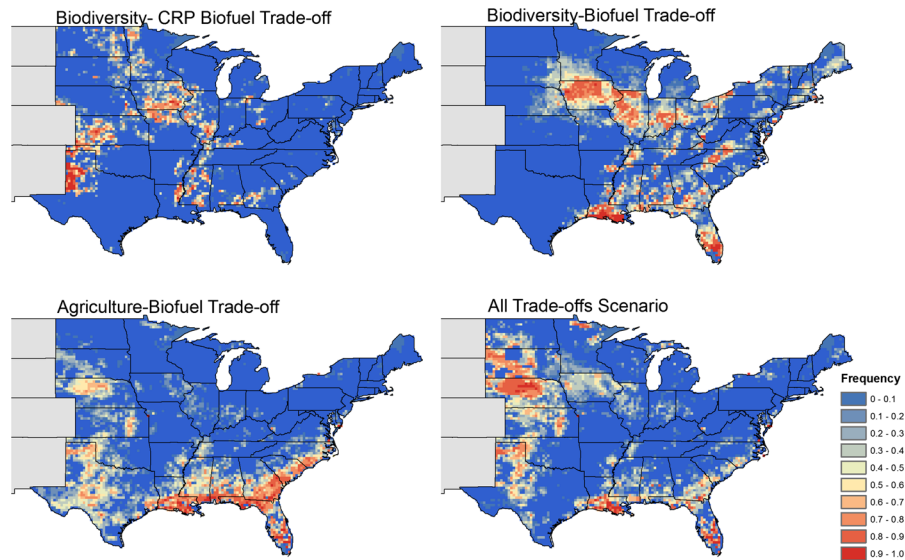 Biodiversity- CRP Biofuel Trade-off
Biodiversity-Biofuel Trade-off
Agriculture-Biofuel Trade-off
All Trade-offs Scenario
Frequency
0 - 0.1
0.1 - 0.2
0.2 - 0.3
0.3 - 0.4
0.4 - 0.5
0.5 - 0.6
0.6 - 0.7
0.7 - 0.8
0.8 - 0.9
0.9 - 1.0